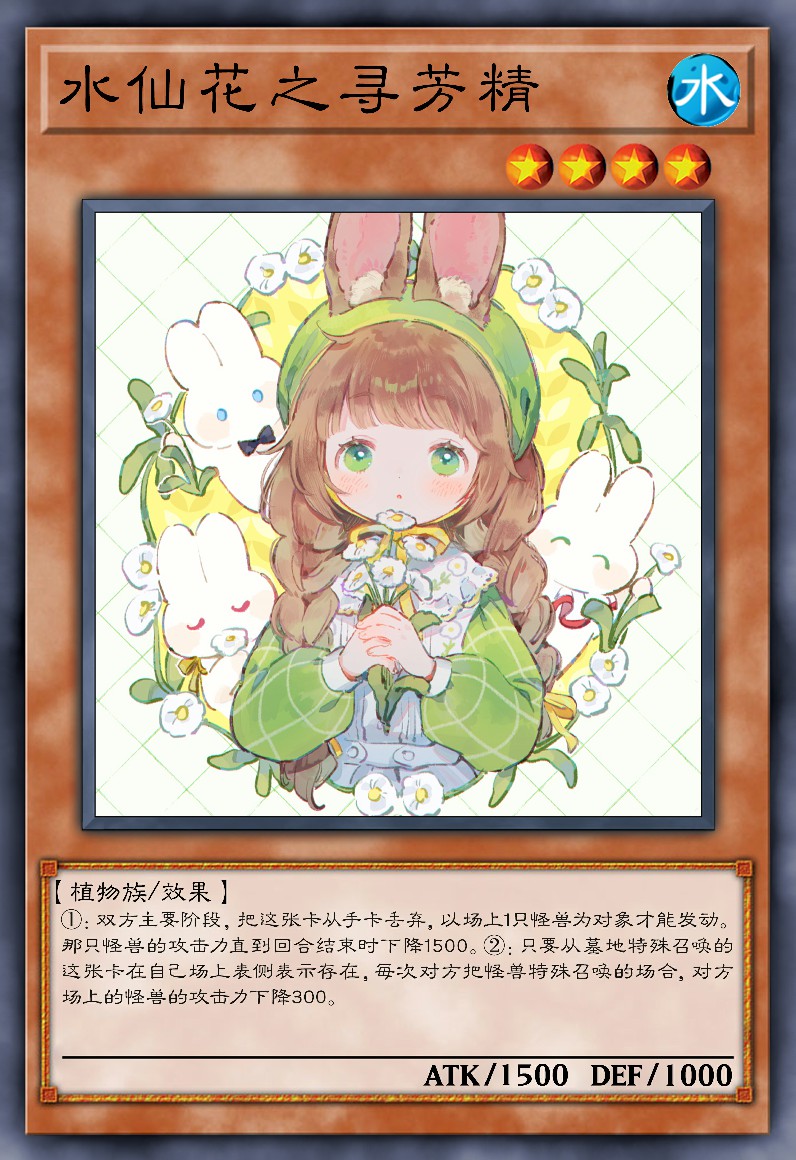 水仙花之寻芳精
水
【植物族/效果】
①：双方主要阶段，把这张卡从手卡丢弃，以场上1只怪兽为对象才能发动。
那只怪兽的攻击力直到回合结束时下降1500。②：只要从墓地特殊召唤的
这张卡在自己场上表侧表示存在，每次对方把怪兽特殊召唤的场合，对方
场上的怪兽的攻击力下降300。
ATK/1500 DEF/1000